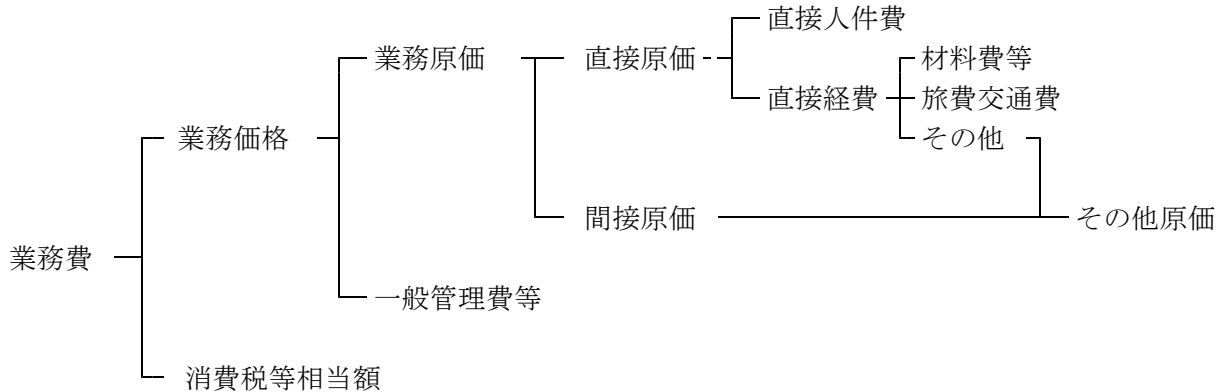 直接人件費
業務原価 直接原価 材料費等
直接経費 旅費交通費
業務価格 その他
間接原価 その他原価
業務費
一般管理費等
消費税等相当額